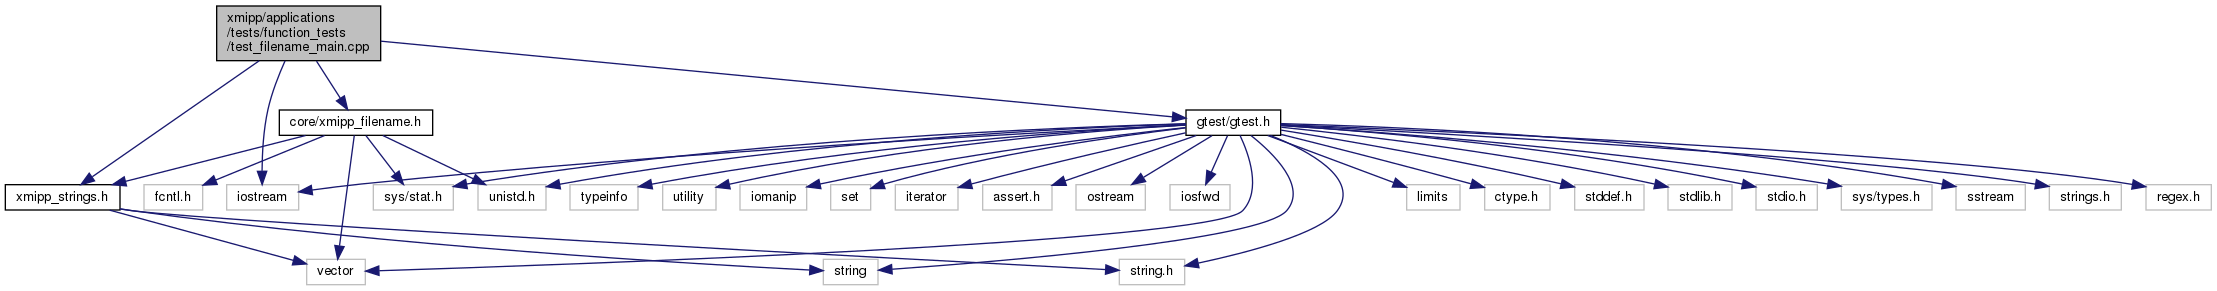 xmipp/applications
/tests/function_tests
/test_filename_main.cpp
core/xmipp_filename.h
gtest/gtest.h
xmipp_strings.h
fcntl.h
iostream
sys/stat.h
unistd.h
typeinfo
utility
iomanip
set
iterator
assert.h
ostream
iosfwd
limits
ctype.h
stddef.h
stdlib.h
stdio.h
sys/types.h
sstream
strings.h
regex.h
vector
string
string.h